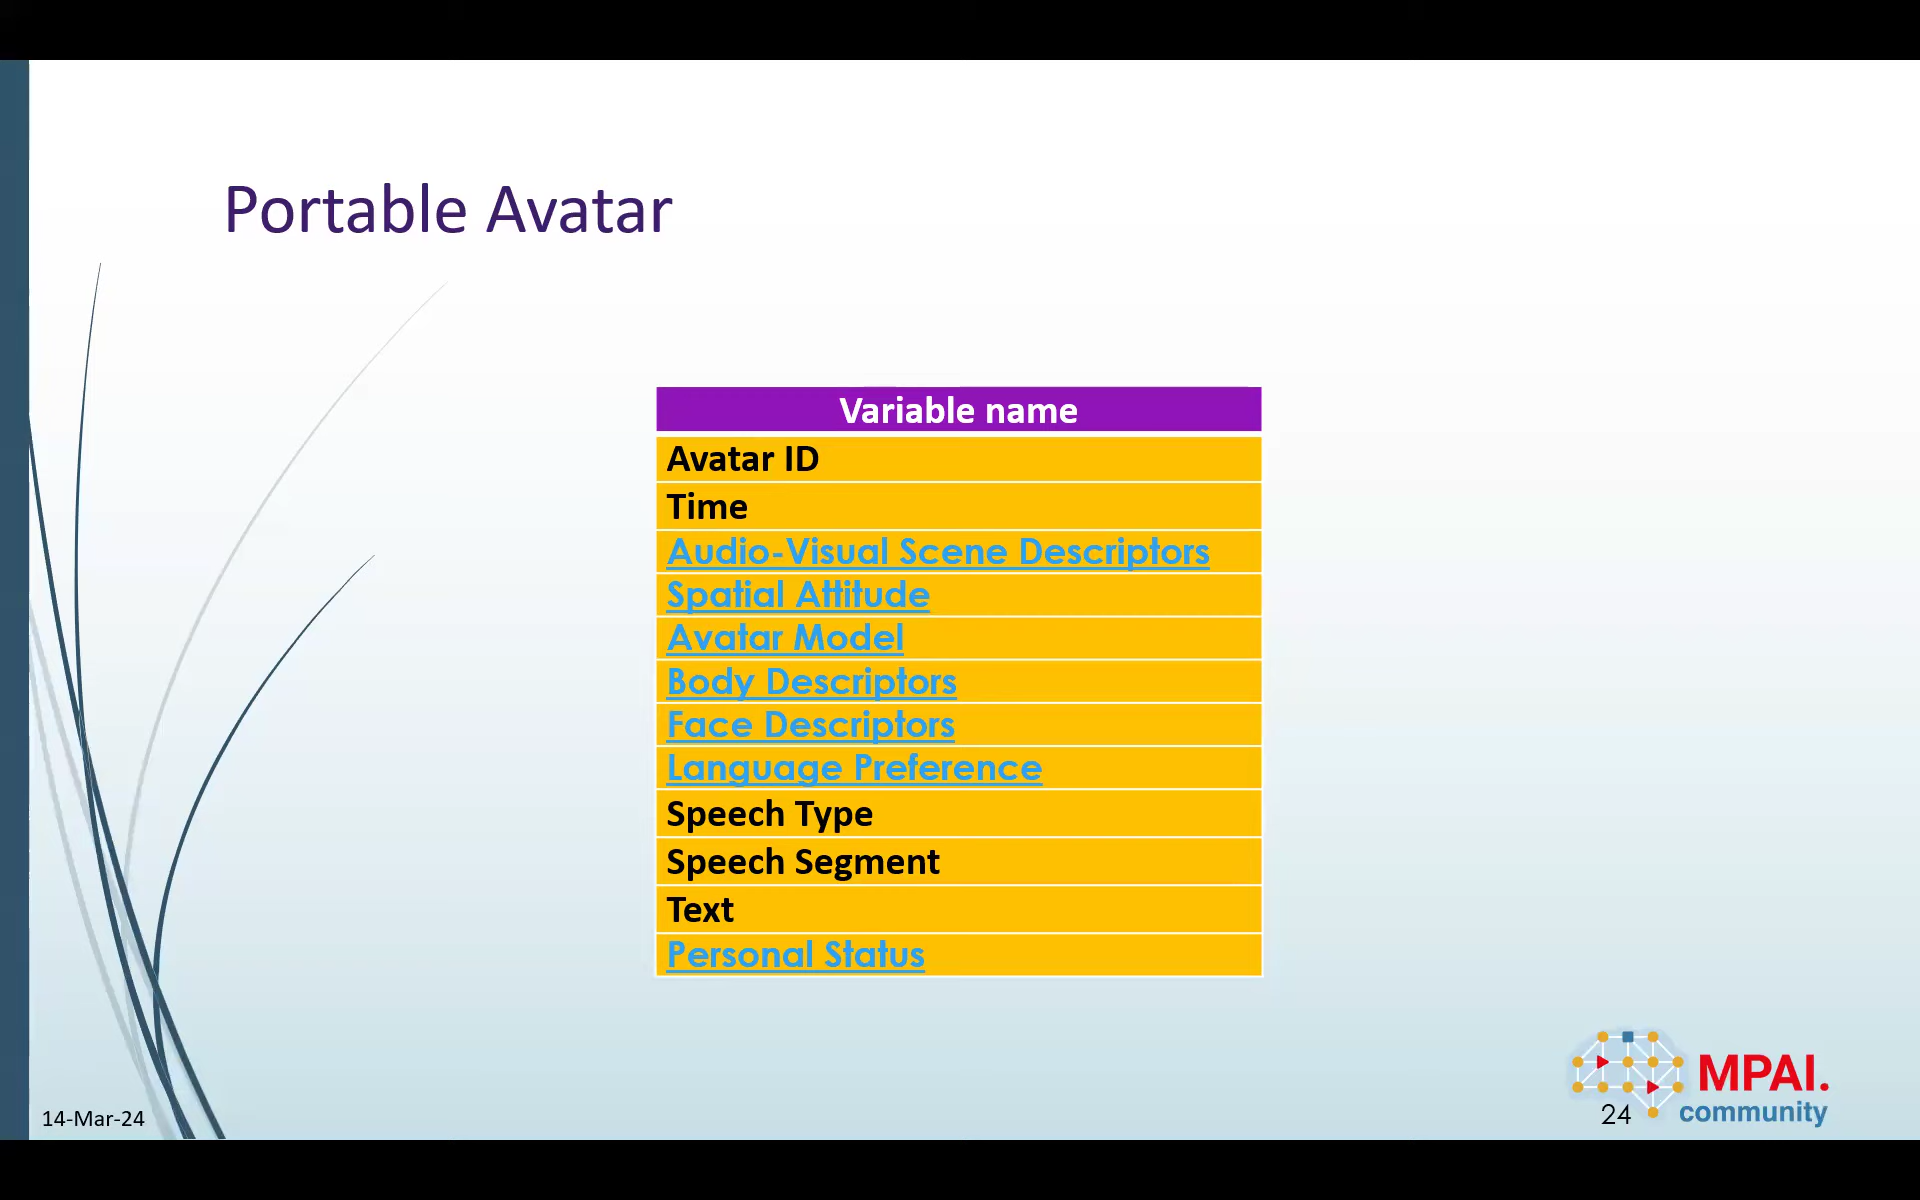 Portable Avatar
Variable name
Avatar ID
Time
Audio-Visual Scene Descriptors
Spatial Attitude
Avatar Model
Body Descriptors
Face Descriptors
Language Preference
Speech Type
Speech Segment
Text
Personal Status
14-Mar-24
24
MPAI.
community